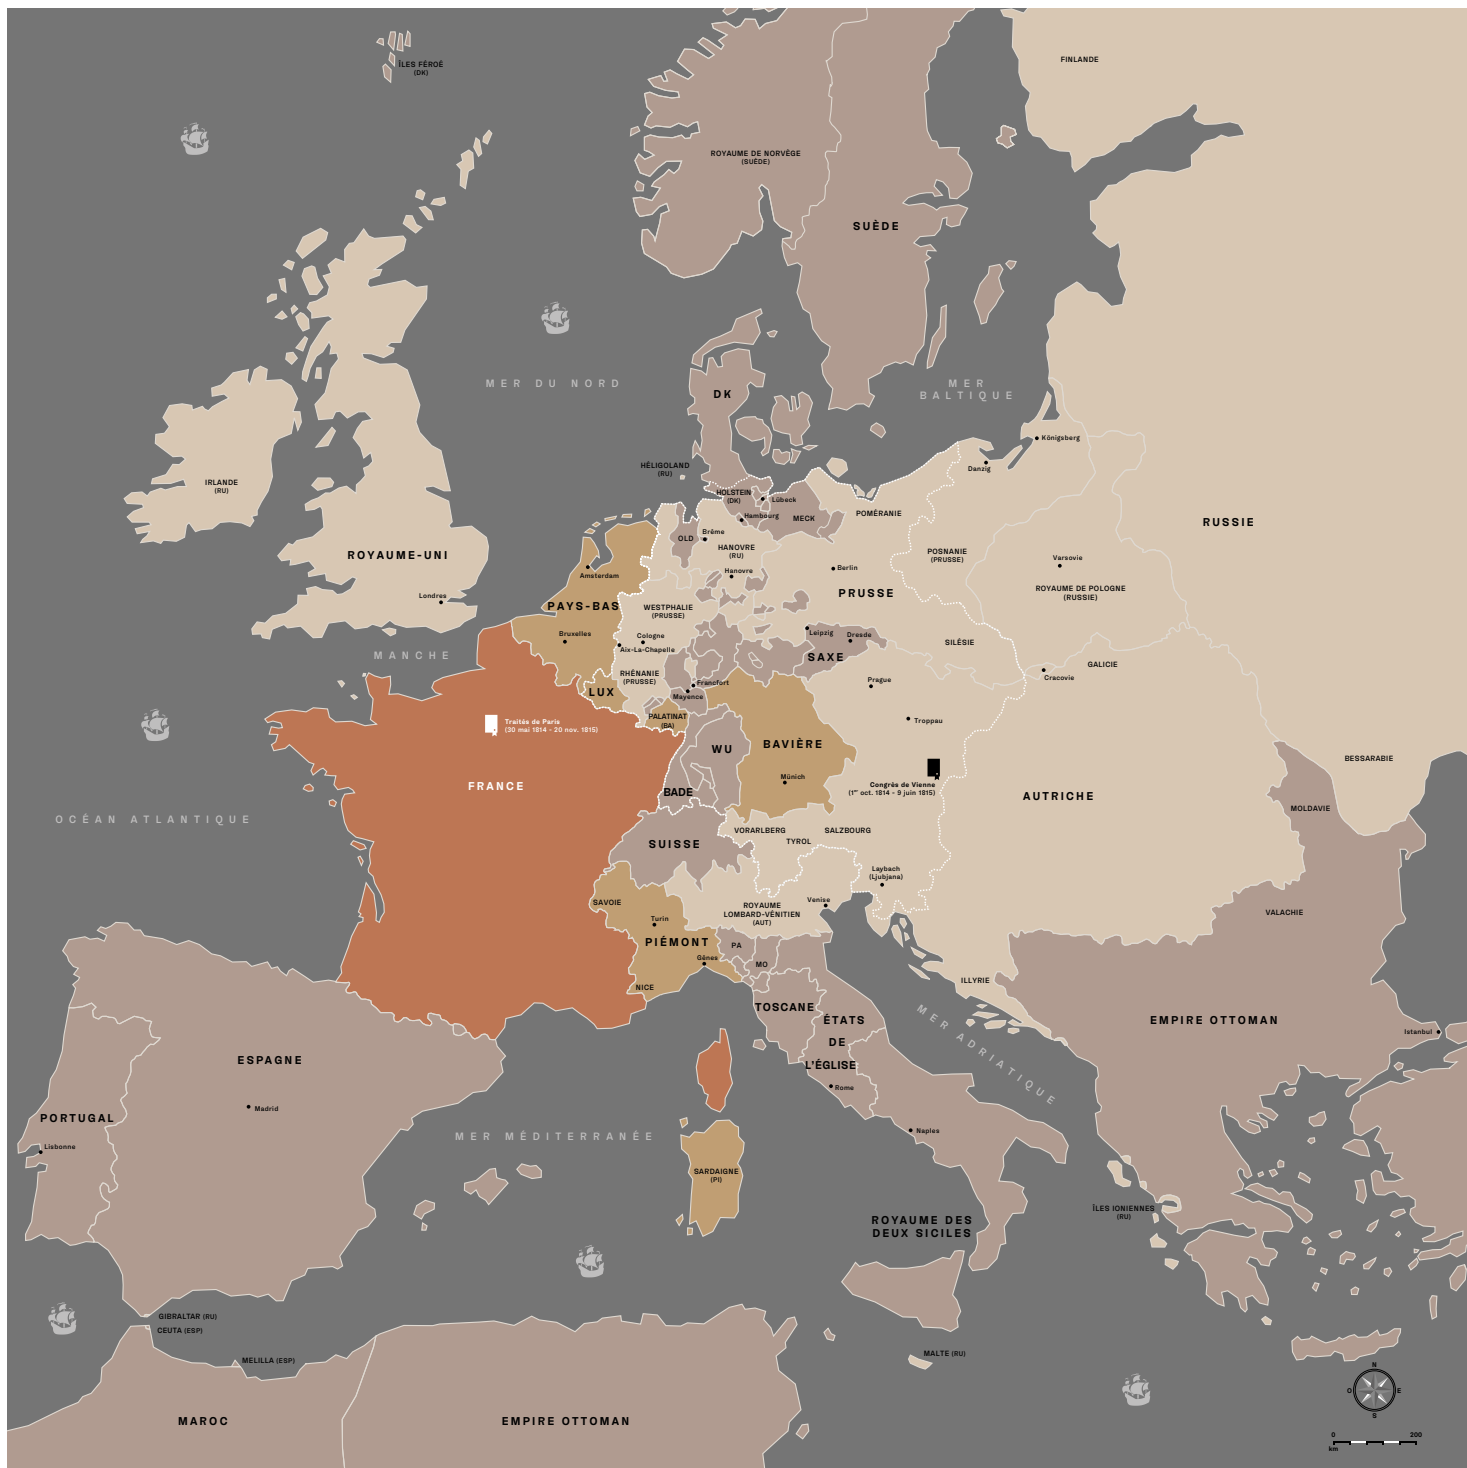 FINLANDE
ÎLES FÉROÉ
(DK)
ROYAUME DE NORVÈGE
(SUÈDE)
SUÈDE
MER DU NORD
MER
BALTIQUE
DK
Königsberg
Danzig
HÉLIGOLAND
(RU)
IRLANDE
(RU)
HOLSTEIN
(DK)
Lübeck
Hambourg
MECK
POMÉRANIE
RUSSIE
ROYAUME-UNI
Londres
OLD
Brême
HANOVRE
(RU)
Hanovre
POSNANIE
(PRUSSE)
Varsovie
Berlin
Amsterdam
PRUSSE
ROYAUME DE POLOGNE
(RUSSIE)
PAYS-BAS
WESTPHALIE
(PRUSSE)
Bruxelles
Cologne
Aix-La-Chapelle
Leipzig
Dresde
SAXE
SILÉSIE
MANCHE
GALICIE
Cracovie
RHÉNANIE
(PRUSSE)
Francfort
Mayence
Prague
LUX
PALATINAT
(BA)
Troppau
Traités de Paris
(30 mai 1814 - 20 nov. 1815)
WU
BAVIÈRE
Münich
BESSARABIE
FRANCE
BADE
Congrès de Vienne
(1er oct. 1814 - 9 juin 1815)
AUTRICHE
MOLDAVIE
OCÉAN ATLANTIQUE
SUISSE
VORARLBERG
TYROL
SALZBOURG
Laybach
(Ljubjana)
SAVOIE
Turin
ROYAUME
LOMBARD-VÉNITIEN
(AUT)
Venise
VALACHIE
PIÉMONT
Gênes
PA
MO
NICE
ILLYRIE
TOSCANE
ÉTATS
DE
L'ÉGLISE
Rome
MER ADRIATIQUE
EMPIRE OTTOMAN
Istanbul
ESPAGNE
Madrid
PORTUGAL
Lisbonne
MER MÉDITERRANÉE
Naples
SARDAIGNE
(PI)
ROYAUME DES
DEUX SICILES
ÎLES IONIENNES
(RU)
GIBRALTAR (RU)
CEUTA (ESP)
MELILLA (ESP)
MALTE (RU)
MAROC
EMPIRE OTTOMAN
N
O
E
S
0
200
km